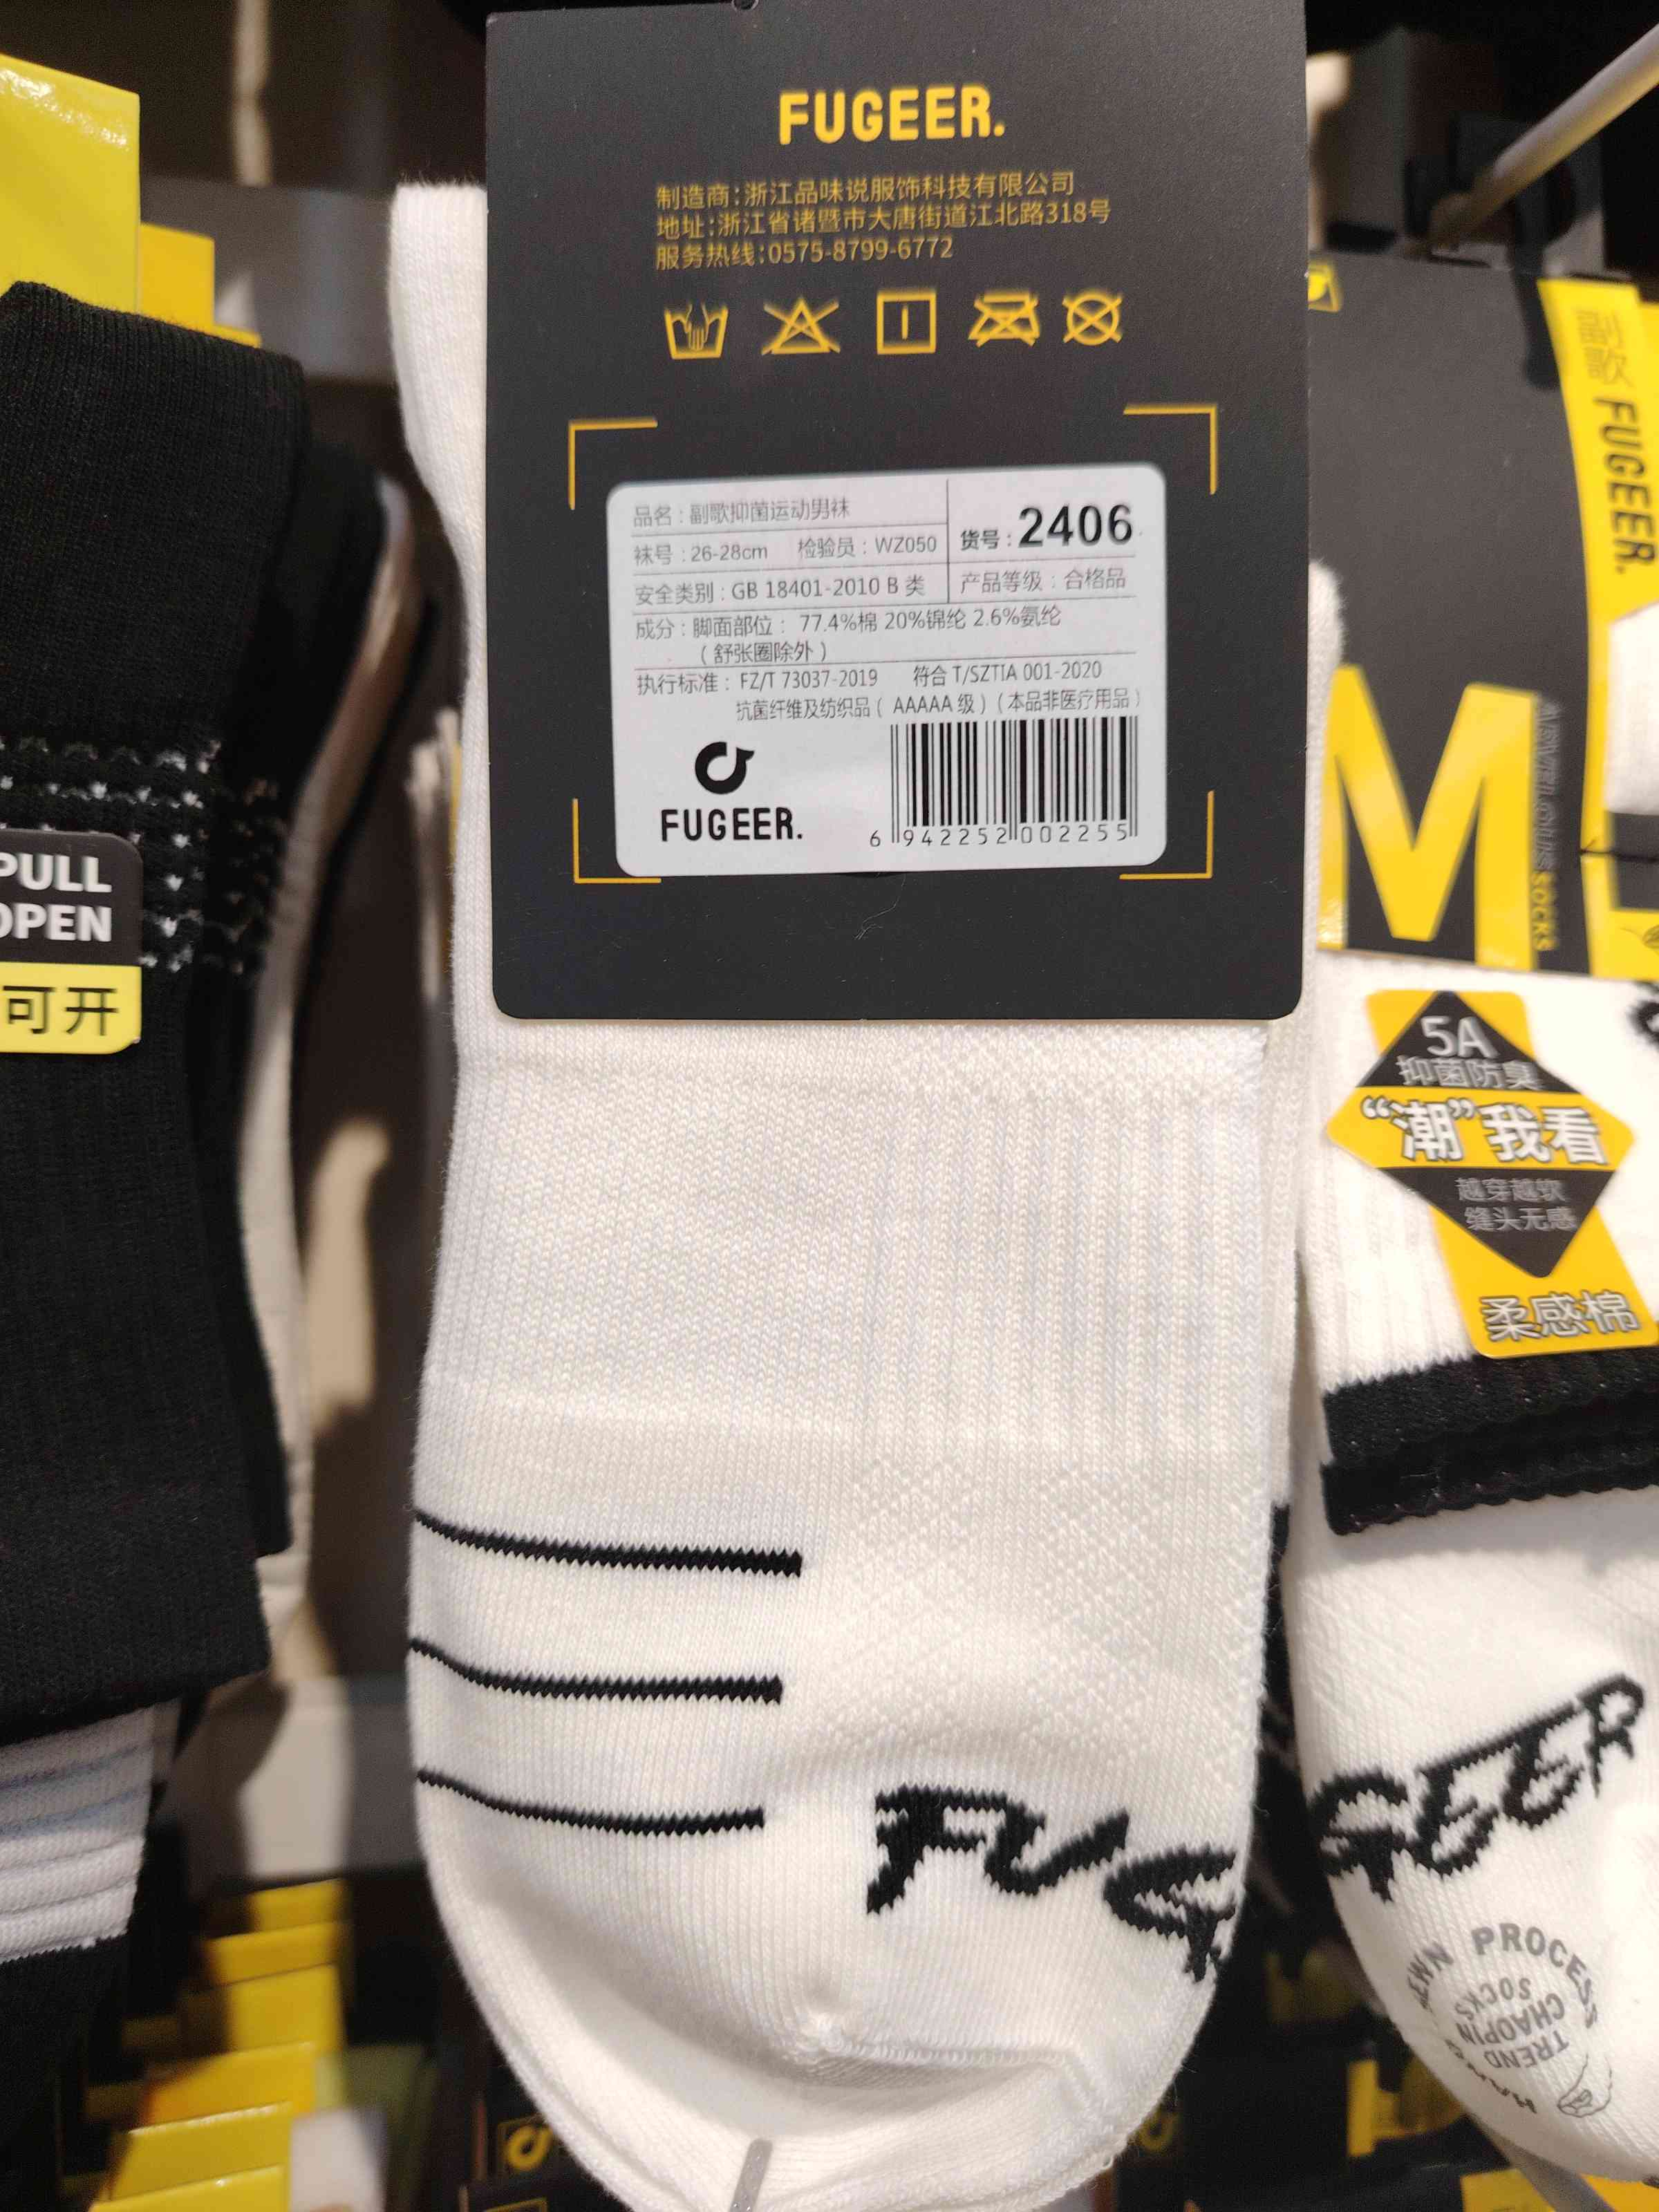 FUGEER.
制造商:浙江品味说服饰科技有限公司
地址:浙江省诸暨市大唐街道江北路318号
服务热线:0575-8799-6772
品名:副歌抑菌运动男袜
袜号:26-28cm 检验员:WZ050
货号:2406
安全类别:GB 18401-2010 B 类
产品等级:合格品
成分:脚面部位: 77.4%棉 20%锦纶 2.6%氨纶
(舒张圈除外)
执行标准: FZ/T 73037-2019 符合 T/SZTIA 001-2020
抗菌纤维及纺织品( AAAAA 级)(本品非医疗用品)
FUGEER.
6 942252 002255
PULL
OPEN
可开
副歌 FUGEER.
M
SOCKS
5A
抑菌防臭
“潮”我看
越穿越软
缝头无感
柔感棉
FUG
GEER
PROCESS
SOCKS
CHAOPIN
TREND